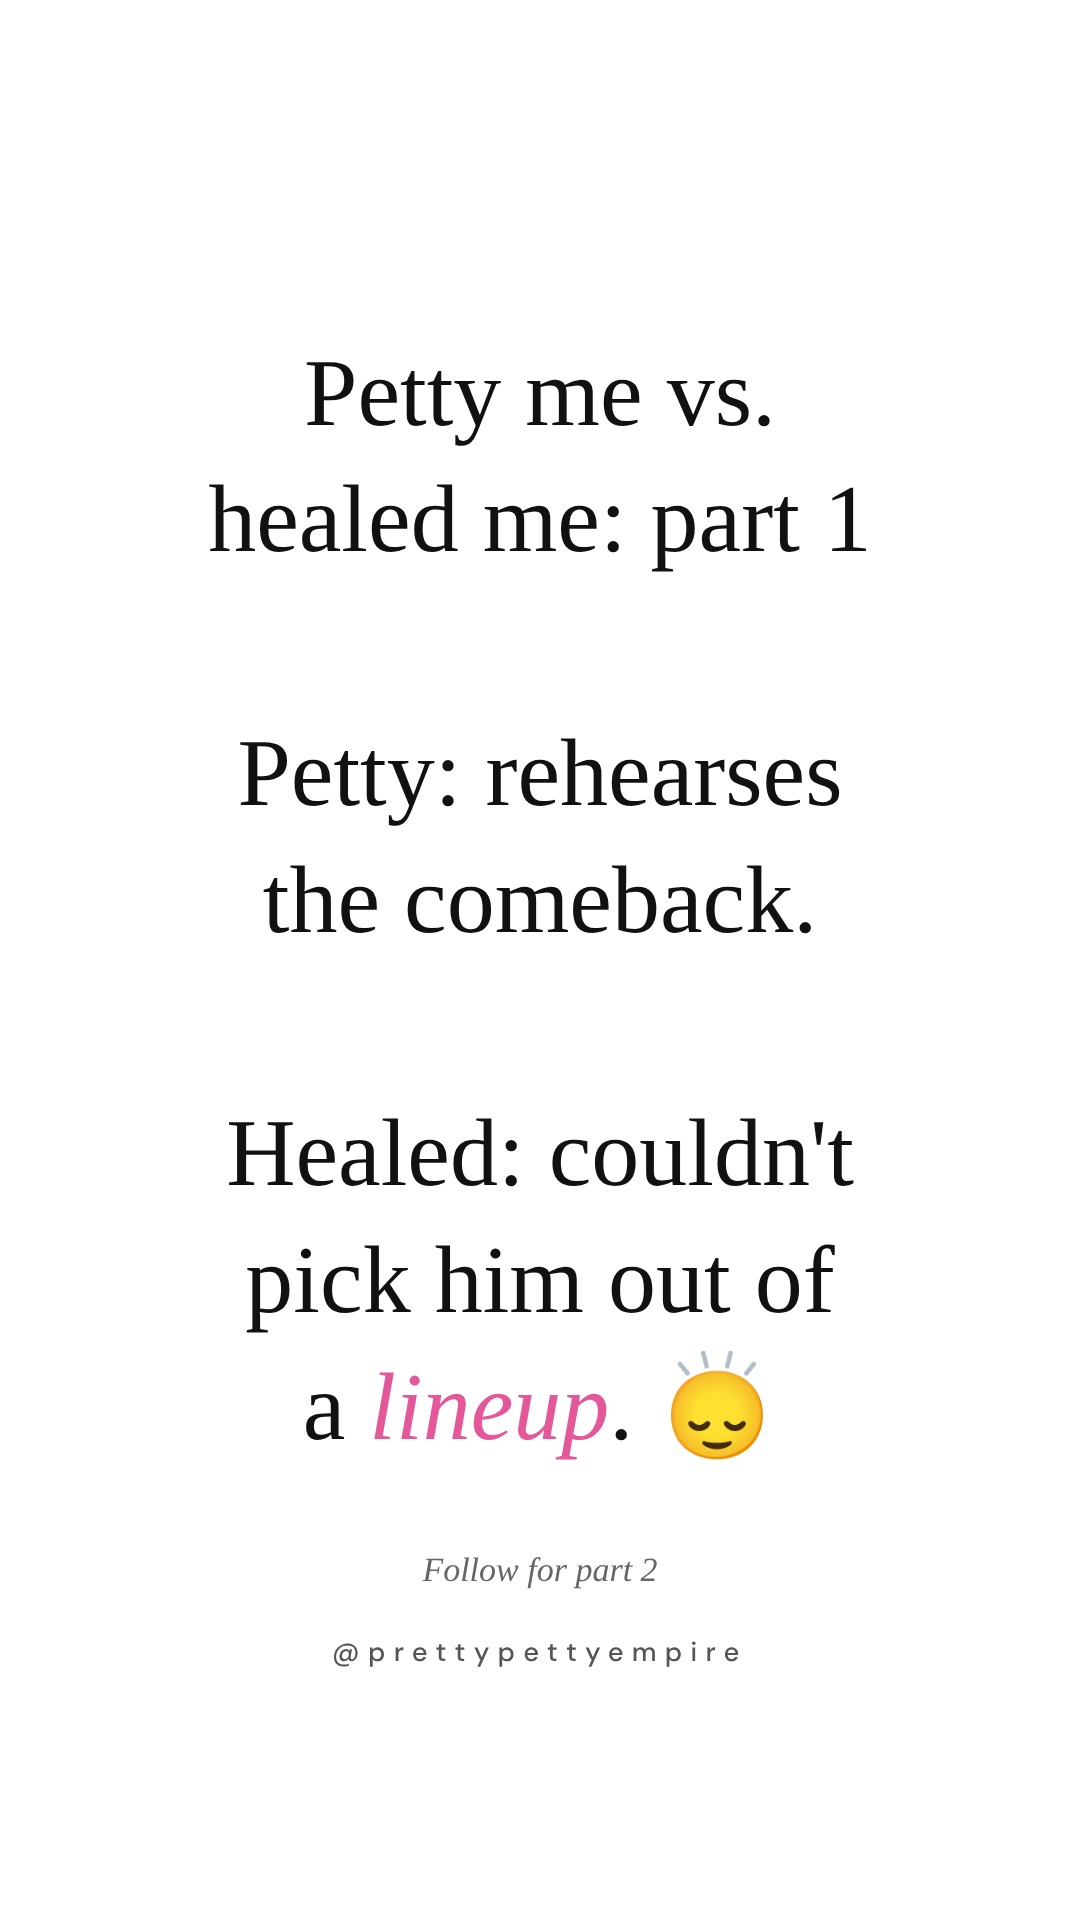 Petty me vs.
healed me: part 1
Petty: rehearses
the comeback.
Healed: couldn't
pick him out of
a lineup. 😔
Follow for part 2
@prettypettyempire